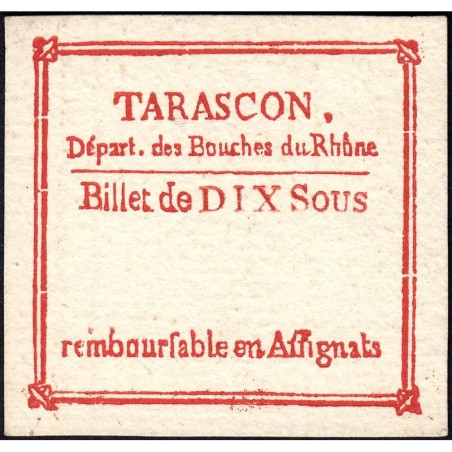 TARASCON.
Départ. des Bouches du Rhône
Billet de DIX Sous
rembourſable en Aſſignats